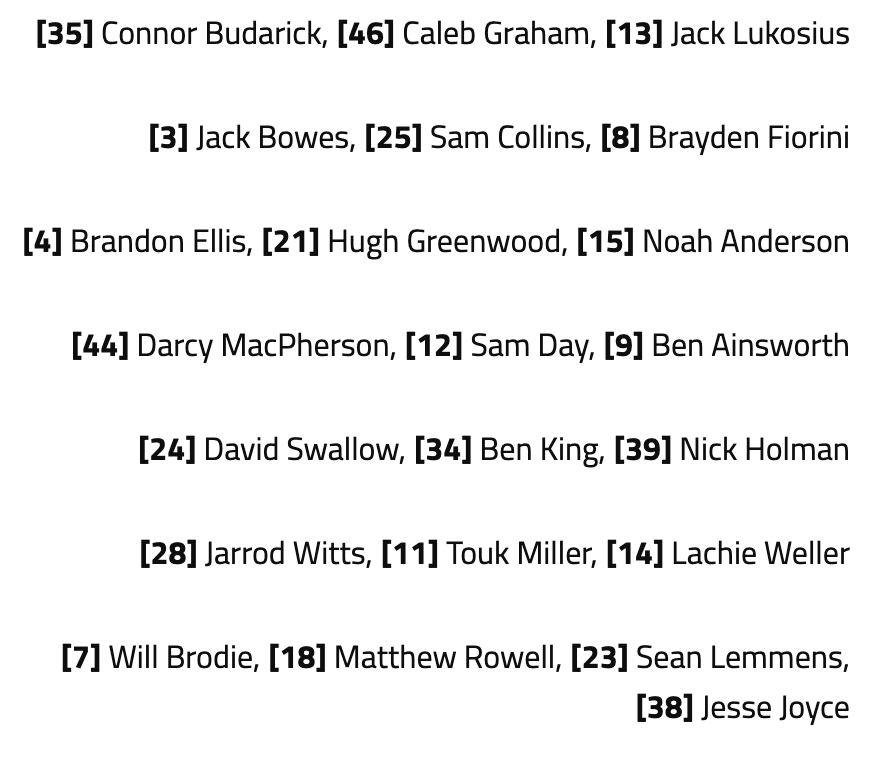 [35] Connor Budarick, [46] Caleb Graham, [13] Jack Lukosius
[3] Jack Bowes, [25] Sam Collins, [8] Brayden Fiorini
[4] Brandon Ellis, [21] Hugh Greenwood, [15] Noah Anderson
[44] Darcy MacPherson, [12] Sam Day, [9] Ben Ainsworth
[24] David Swallow, [34] Ben King, [39] Nick Holman
[28] Jarrod Witts, [11] Touk Miller, [14] Lachie Weller
[7] Will Brodie, [18] Matthew Rowell, [23] Sean Lemmens,
[38] Jesse Joyce